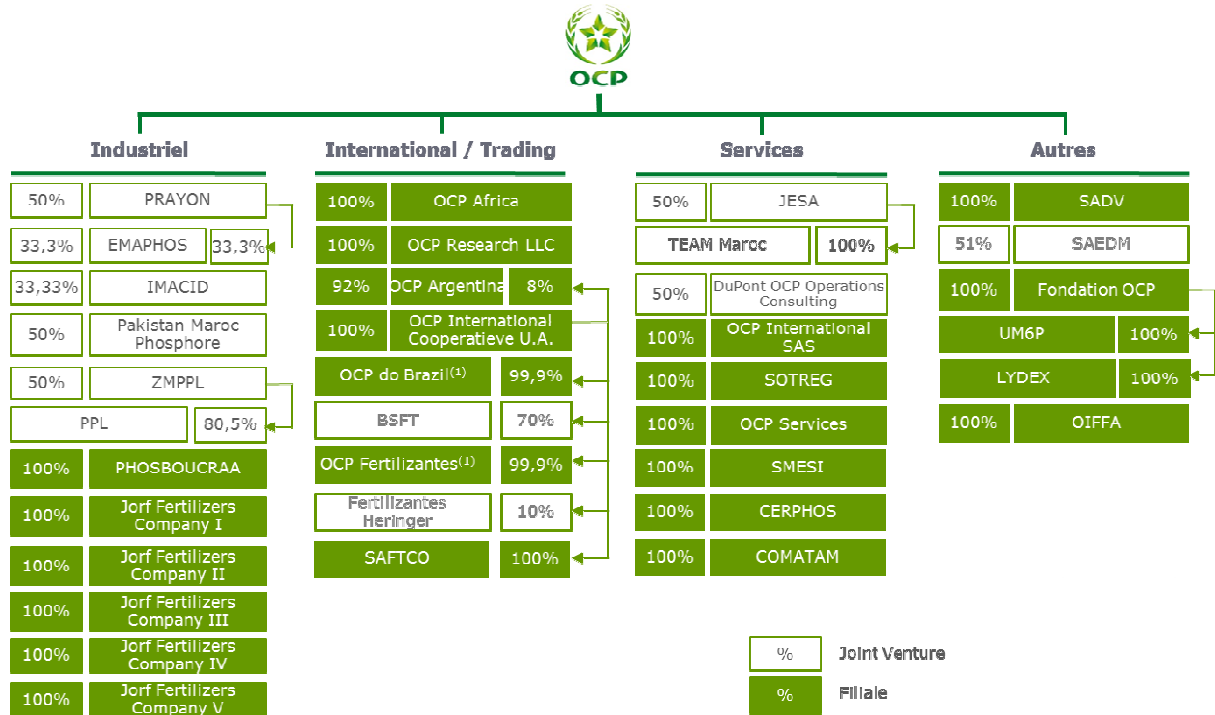 OCP
Industriel
50% PRAYON
33,3% EMAPHOS 33,3%
33,33% IMACID
50% Pakistan Maroc
Phosphore
50% ZMPPL
PPL 80,5%
100% PHOSBOUCRAA
100% Jorf Fertilizers
Company I
100% Jorf Fertilizers
Company II
100% Jorf Fertilizers
Company III
100% Jorf Fertilizers
Company IV
100% Jorf Fertilizers
Company V
International / Trading
100% OCP Africa
100% OCP Research LLC
92% OCP Argentina 8%
100% OCP International
Cooperatieve U.A.
OCP do Brazil(1) 99,9%
BSFT 70%
OCP Fertilizantes(1) 99,9%
Fertilizantes
Heringer 10%
SAFTCO 100%
Services
50% JESA
TEAM Maroc 100%
50% DuPont OCP Operations
Consulting
100% OCP International
SAS
100% SOTREG
100% OCP Services
100% SMESI
100% CERPHOS
100% COMATAM
Autres
100% SADV
51% SAEDM
100% Fondation OCP
UM6P 100%
LYDEX 100%
100% OIFFA
% Joint Venture
% Filiale